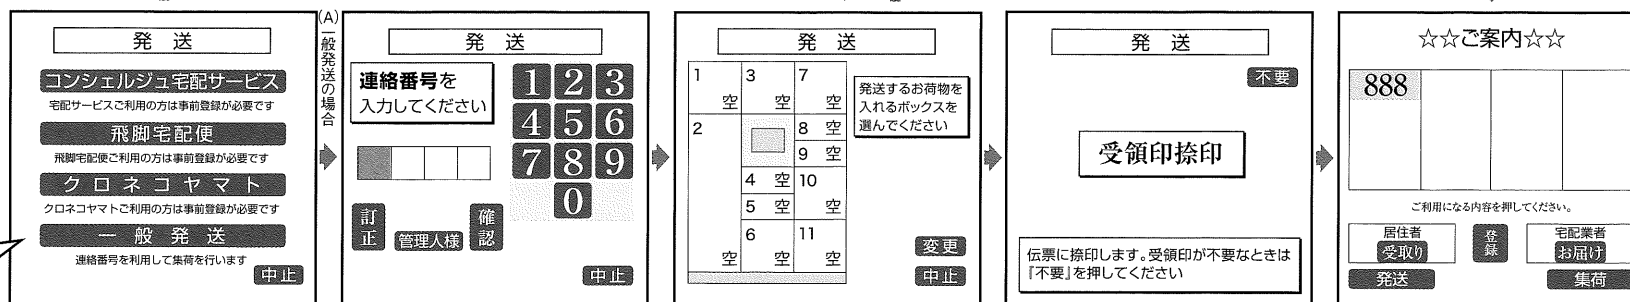 発送
コンシェルジュ宅配サービス
宅配サービスご利用の方は事前登録が必要です
飛脚宅配便
飛脚宅配便ご利用の方は事前登録が必要です
クロネコヤマト
クロネコヤマトご利用の方は事前登録が必要です
一般発送
連絡番号を利用して集荷を行います
中止
(A)一般発送の場合
発送
連絡番号を
入力してください
1 2 3
4 5 6
7 8 9
0
訂正
管理人様
確認
中止
発送
1 空
2 空
3 空
4 空
5 空
6 空
7 空
8 空
9 空
10 空
11 空
発送するお荷物を
入れるボックスを
選んでください
変更
中止
発送
不要
受領印捺印
伝票に捺印します。受領印が不要なときは
『不要』を押してください
☆☆ご案内☆☆
888
ご利用になる内容を押してください。
居住者
受取り
登録
宅配業者
お届け
発送
集荷